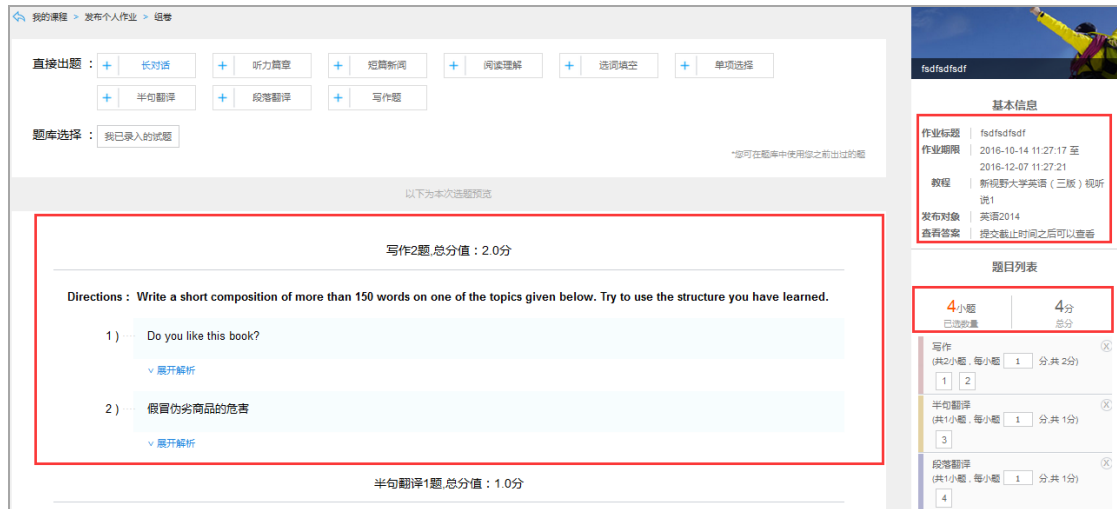 我的课程 > 发布个人作业 > 组卷
直接出题 ： + 长对话 + 听力篇章 + 短篇新闻 + 阅读理解 + 选词填空 + 单项选择
+ 半句翻译 + 段落翻译 + 写作题
题库选择 ： 我已录入的试题
*您可在题库中使用您之前出过的题
以下为本次选题预览
写作2题,总分值：2.0分
Directions： Write a short composition of more than 150 words on one of the topics given below. Try to use the structure you have learned.
1) Do you like this book?
展开解析
2) 假冒伪劣商品的危害
展开解析
半句翻译1题,总分值：1.0分
fsdfsdfsdf
基本信息
作业标题 fsdfsdfsdf
作业期限 2016-10-14 11:27:17 至
2016-12-07 11:27:21
教程 新视野大学英语（三版）视听
说1
发布对象 英语2014
查看答案 提交截止时间之后可以查看
题目列表
4小题 4分
已选数量 总分
写作
(共2小题，每小题 1 分,共 2分)
1 2
半句翻译
(共1小题，每小题 1 分,共 1分)
3
段落翻译
(共1小题，每小题 1 分,共 1分)
4